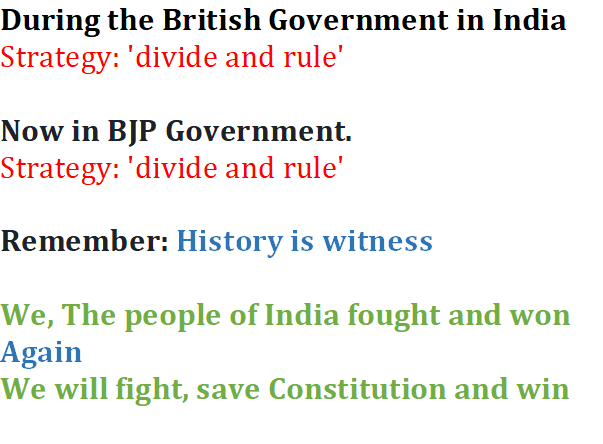 During the British Government in India
Strategy: 'divide and rule'
Now in BJP Government.
Strategy: 'divide and rule'
Remember: History is witness
We, The people of India fought and won
Again
We will fight, save Constitution and win